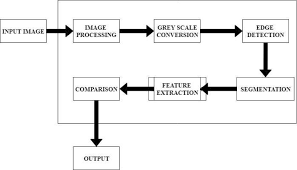 INPUT IMAGE
IMAGE
PROCESSING
GREY SCALE
CONVERSION
EDGE
DETECTION
SEGMENTATION
FEATURE
EXTRACTION
COMPARISON
OUTPUT